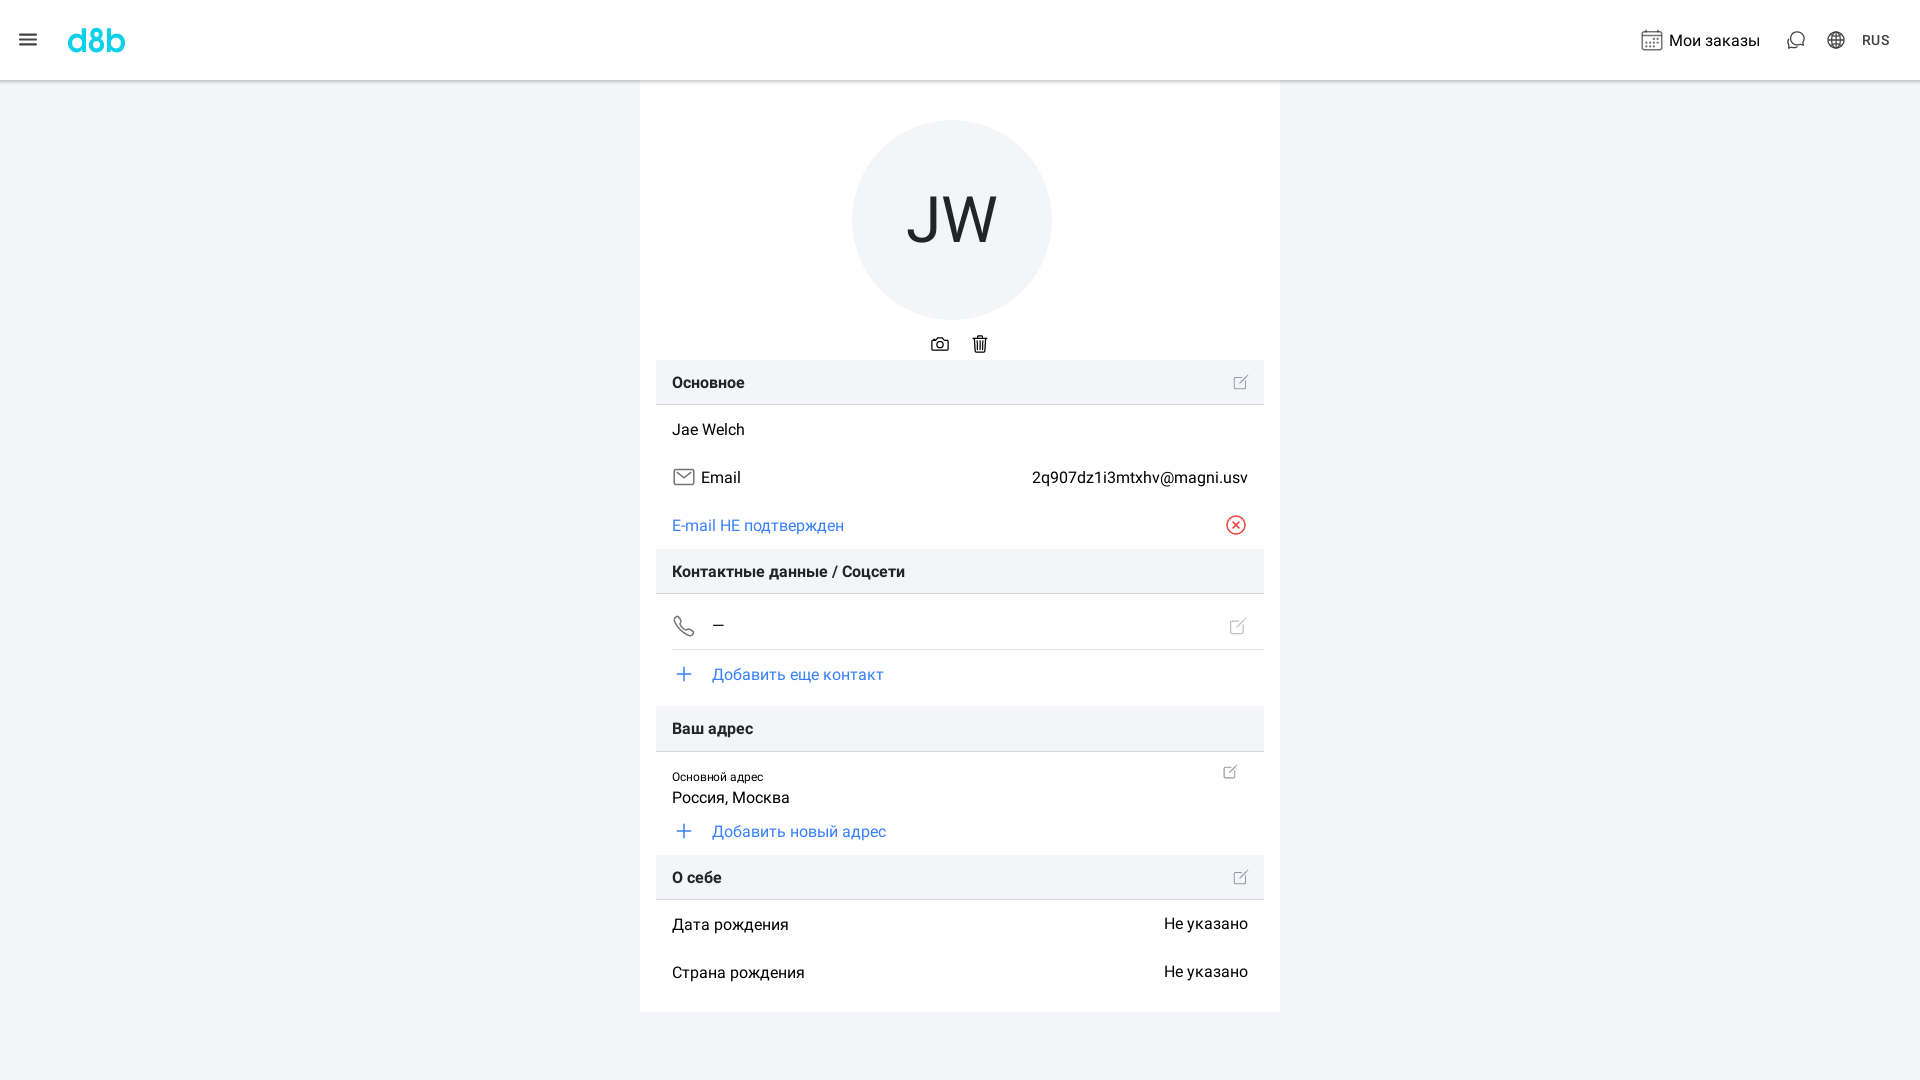 d8b
Мои заказы
RUS
JW
Основное
Jae Welch
Email 2q907dz1i3mtxhv@magni.usv
E-mail НЕ подтвержден
Контактные данные / Соцсети
—
Добавить еще контакт
Ваш адрес
Основной адрес
Россия, Москва
Добавить новый адрес
О себе
Дата рождения Не указано
Страна рождения Не указано